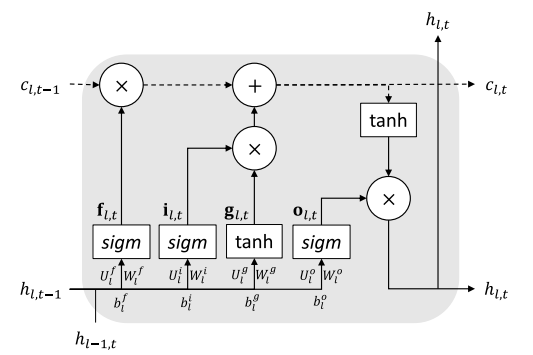 h_{l,t}
c_{l,t−1} × + c_{l,t}
tanh
×
×
f_{l,t} i_{l,t} g_{l,t} o_{l,t}
sigm sigm tanh sigm
U_l^f W_l^f U_l^i W_l^i U_l^g W_l^g U_l^o W_l^o
h_{l,t−1} h_{l,t}
b_l^f b_l^i b_l^g b_l^o
h_{l−1,t}